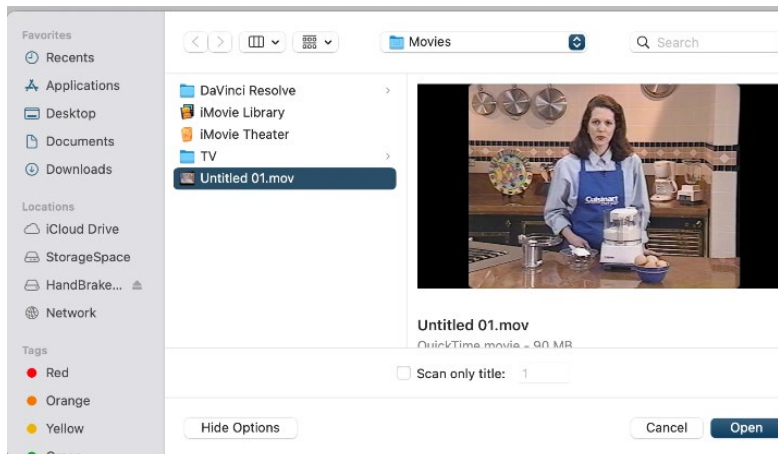 Favorites
Recents
Applications
Desktop
Documents
Downloads
Locations
iCloud Drive
StorageSpace
HandBrake...
Network
Tags
Red
Orange
Yellow
Movies
Search
DaVinci Resolve
iMovie Library
iMovie Theater
TV
Untitled 01.mov
Cuisinart
Untitled 01.mov
QuickTime movie - 90 MB
Scan only title: 1
Hide Options
Cancel
Open